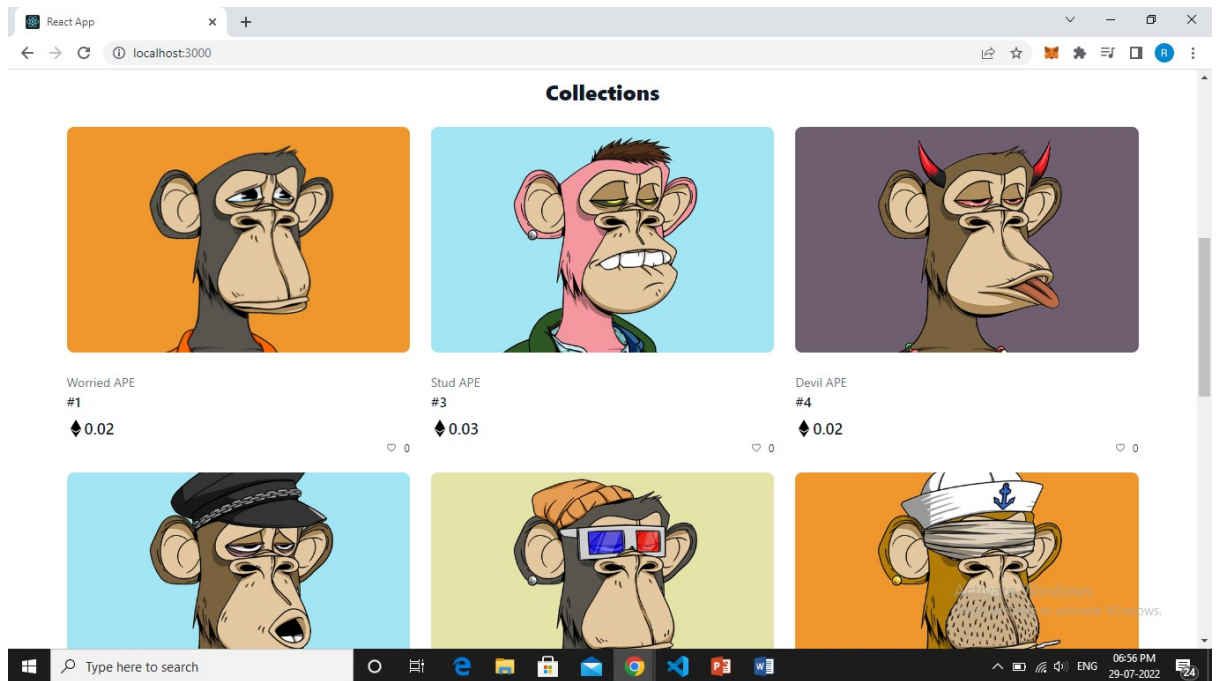 React App
localhost:3000
R
Collections
Worried APE
#1
0.02
0
Stud APE
#3
0.03
0
Devil APE
#4
0.02
0
Type here to search
ENG
06:56 PM
29-07-2022
24